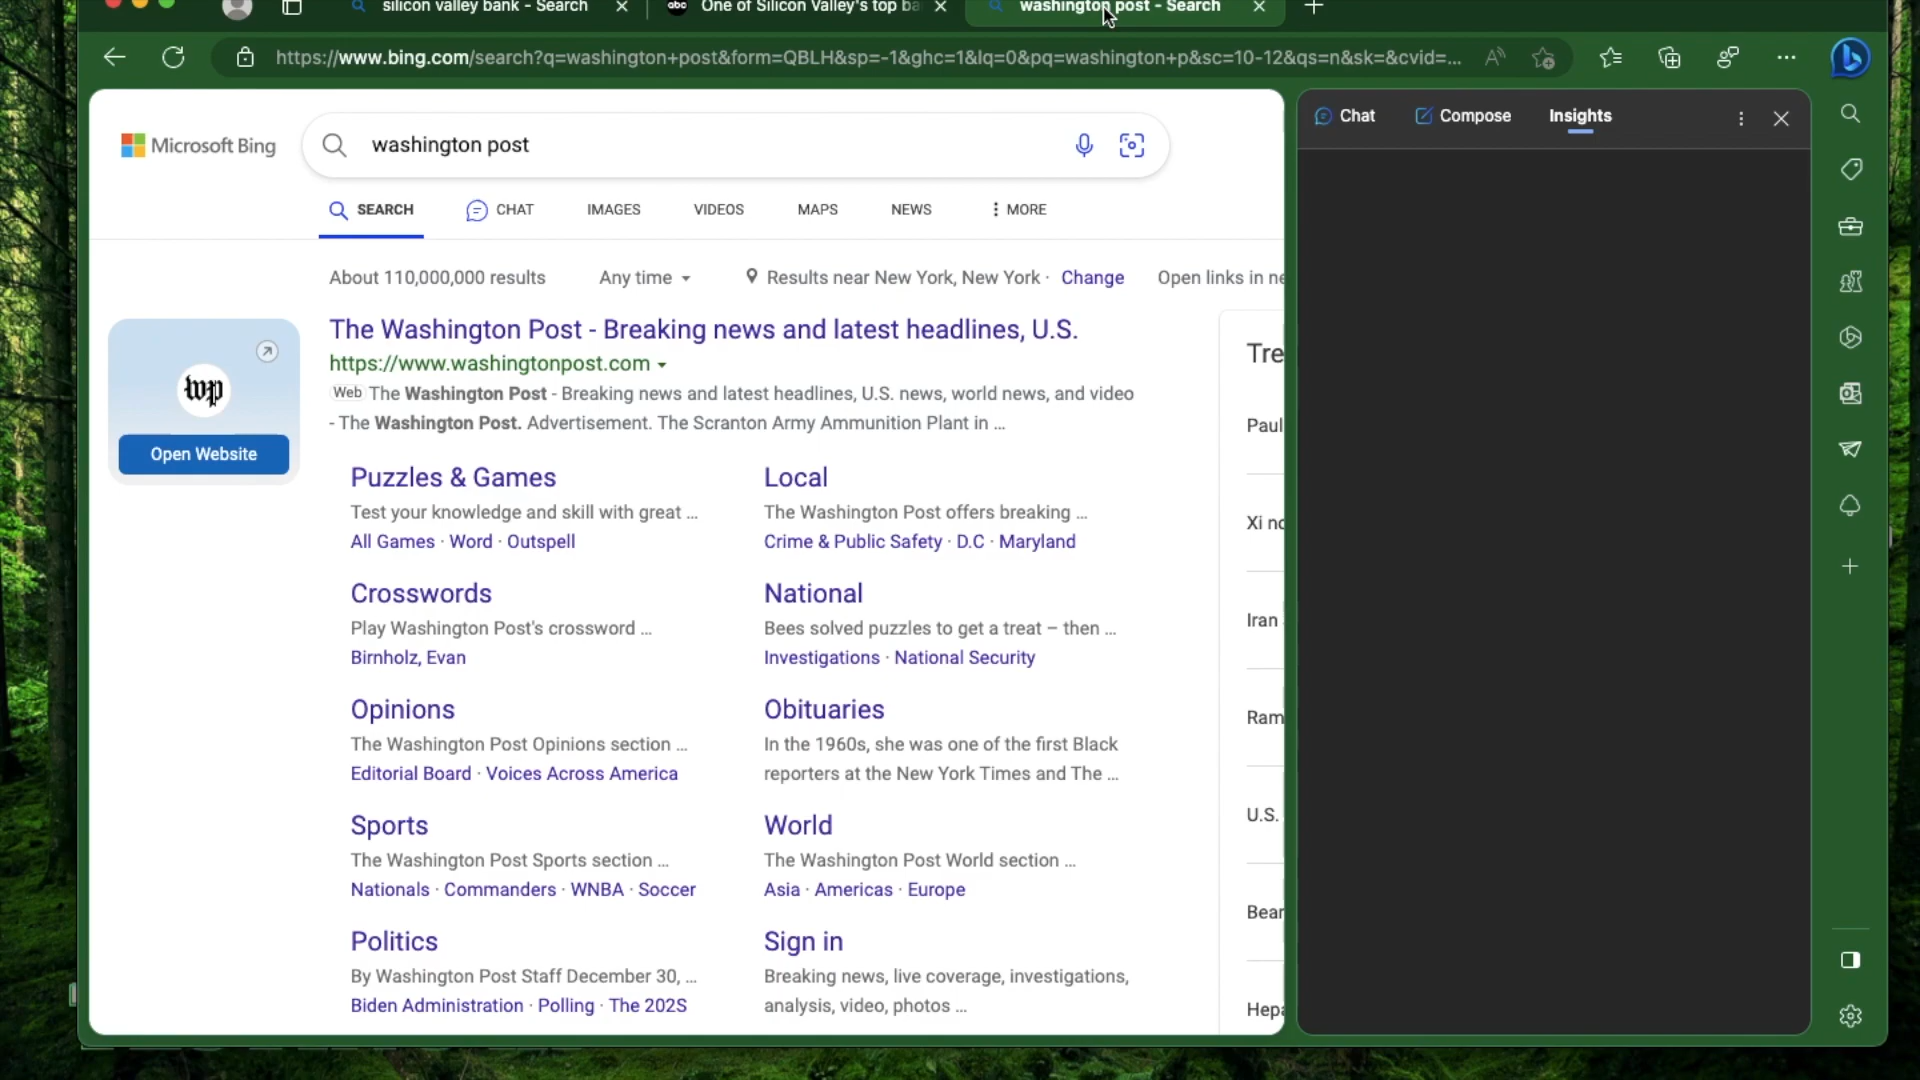 silicon valley bank - Search
abc One of Silicon Valley's top ba
washington post - Search
https://www.bing.com/search?q=washington+post&form=QBLH&sp=-1&ghc=1&lq=0&pq=washington+p&sc=10-12&qs=n&sk=&cvid=...
Microsoft Bing
washington post
SEARCH CHAT IMAGES VIDEOS MAPS NEWS MORE
About 110,000,000 results Any time Results near New York, New York · Change Open links in ne
wp
Open Website
The Washington Post - Breaking news and latest headlines, U.S.
https://www.washingtonpost.com
Web The Washington Post - Breaking news and latest headlines, U.S. news, world news, and video
- The Washington Post. Advertisement. The Scranton Army Ammunition Plant in ...
Puzzles & Games
Test your knowledge and skill with great ...
All Games · Word · Outspell
Local
The Washington Post offers breaking ...
Crime & Public Safety · D.C · Maryland
Crosswords
Play Washington Post's crossword ...
Birnholz, Evan
National
Bees solved puzzles to get a treat – then ...
Investigations · National Security
Opinions
The Washington Post Opinions section ...
Editorial Board · Voices Across America
Obituaries
In the 1960s, she was one of the first Black
reporters at the New York Times and The ...
Sports
The Washington Post Sports section ...
Nationals · Commanders · WNBA · Soccer
World
The Washington Post World section ...
Asia · Americas · Europe
Politics
By Washington Post Staff December 30, ...
Biden Administration · Polling · The 202S
Sign in
Breaking news, live coverage, investigations,
analysis, video, photos ...
Tre
Paul
Xi no
Iran
Ram
U.S.
Bear
Hepa
Chat Compose Insights